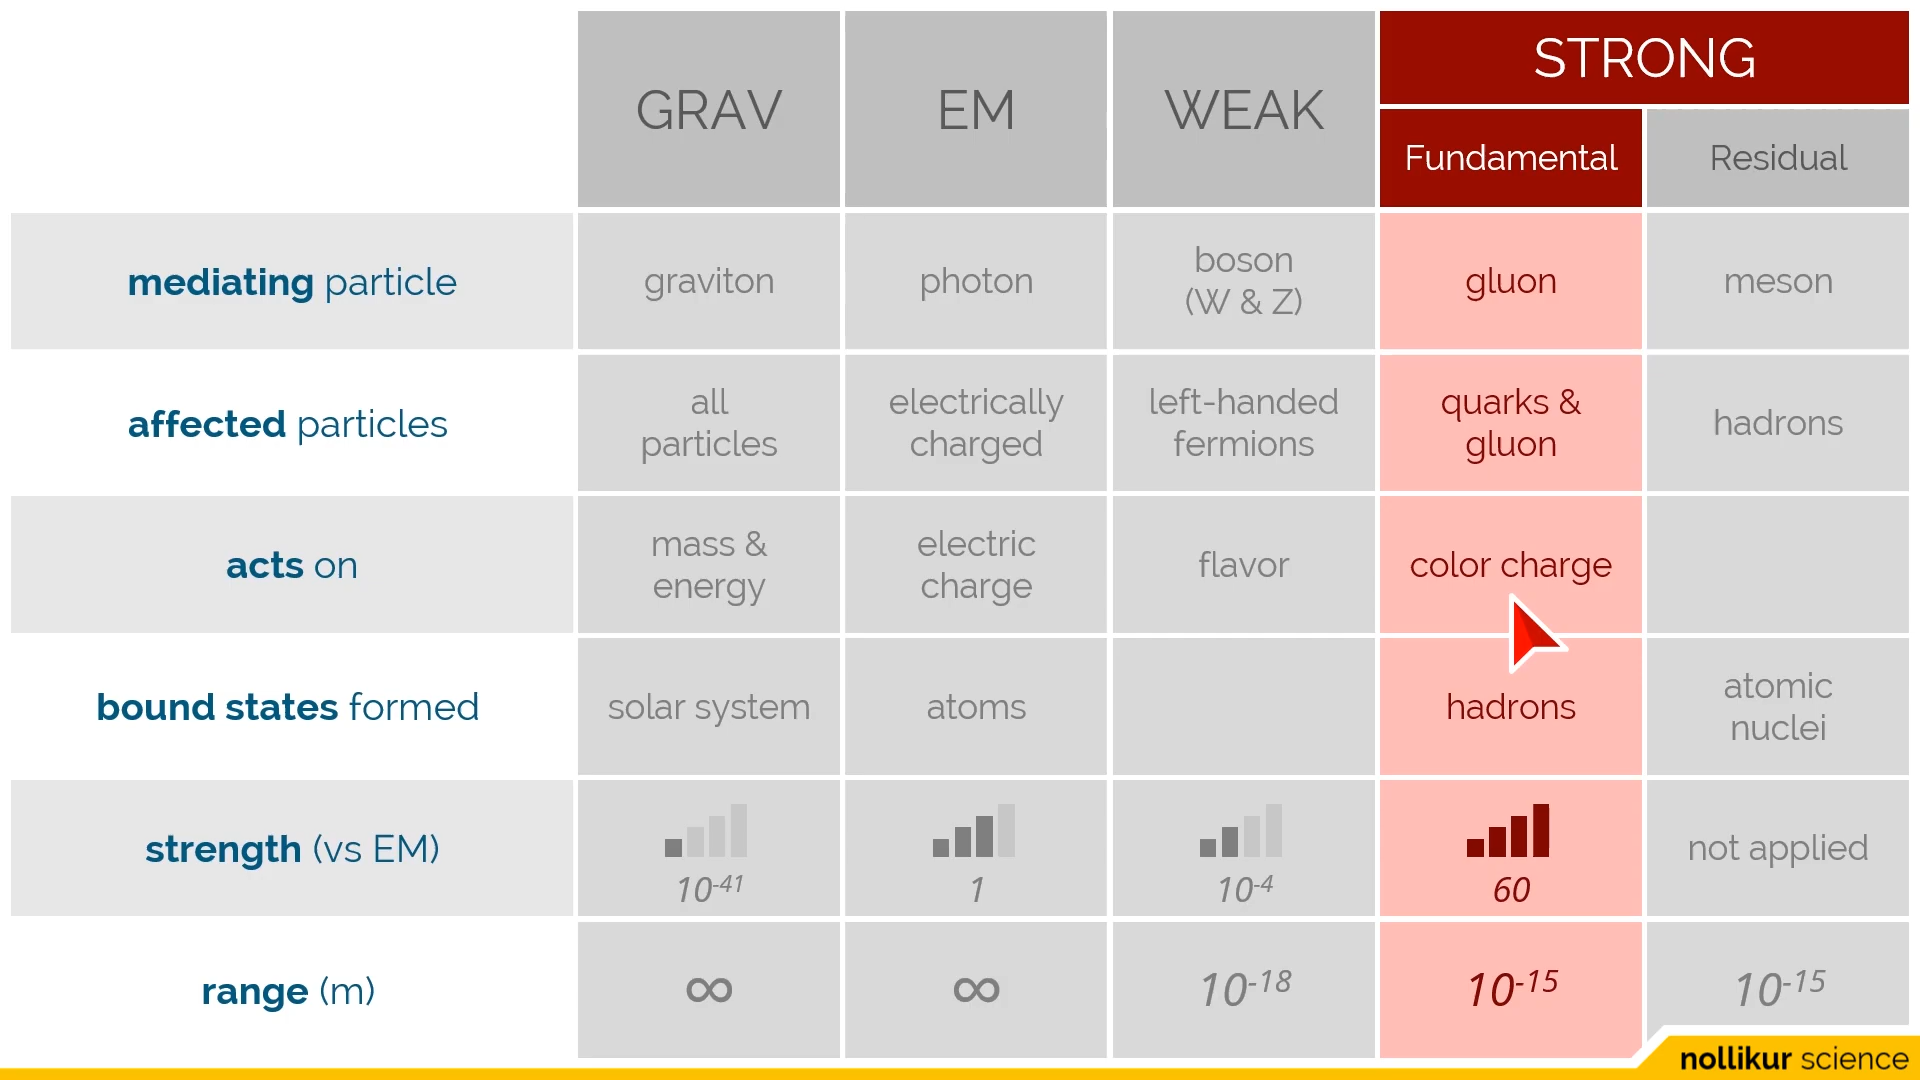 GRAV
EM
WEAK
STRONG
Fundamental
Residual
mediating particle
graviton
photon
boson
(W & Z)
gluon
meson
affected particles
all
particles
electrically
charged
left-handed
fermions
quarks &
gluon
hadrons
acts on
mass &
energy
electric
charge
flavor
color charge
bound states formed
solar system
atoms
hadrons
atomic
nuclei
strength (vs EM)
10⁻⁴¹
1
10⁻⁴
60
not applied
range (m)
∞
∞
10⁻¹⁸
10⁻¹⁵
10⁻¹⁵
nollikur science